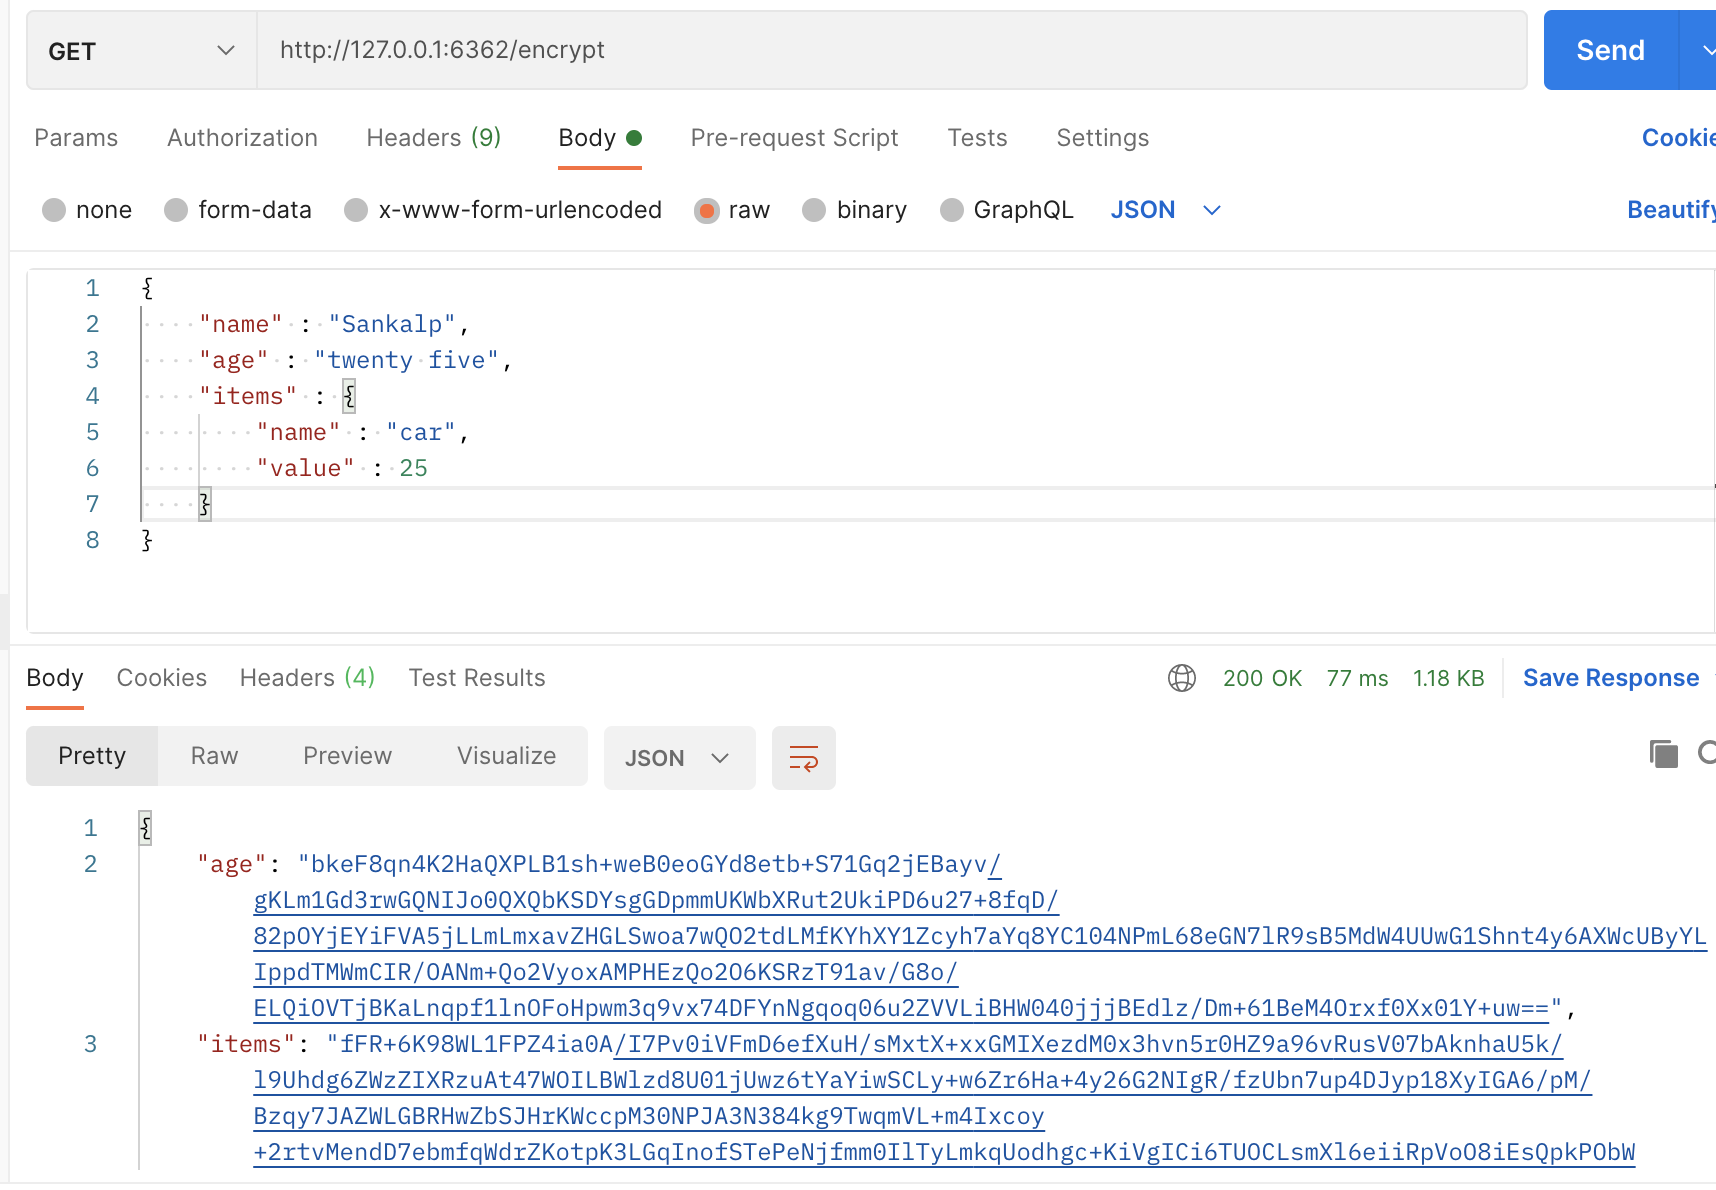 GET http://127.0.0.1:6362/encrypt Send
Params Authorization Headers (9) Body Pre-request Script Tests Settings
none form-data x-www-form-urlencoded raw binary GraphQL JSON
1 {
2 "name" : "Sankalp",
3 "age" : "twenty five",
4 "items" : {
5 "name" : "car",
6 "value" : 25
7 }
8 }
Body Cookies Headers (4) Test Results 200 OK 77 ms 1.18 KB Save Response
Pretty Raw Preview Visualize JSON
1 {
2 "age": "bkeF8qn4K2HaQXPLB1sh+weB0eoGYd8etb+S71Gq2jEBayv/
gKLm1Gd3rwGQNIJo0QXQbKSDYsgGDpmmUKWbXRut2UkiPD6u27+8fqD/
82pOYjEYiFVA5jLLmLmxavZHGLSwoa7wQO2tdLMfKYhXY1Zcyh7aYq8YC104NPmL68eGN7lR9sB5MdW4UUwG1Shnt4y6AXWcUByYL
IppdTMWmCIR/OANm+Qo2VyoxAMPHEzQo2O6KSRzT91av/G8o/
ELQiOVTjBKaLnqpf1lnOFoHpwm3q9vx74DFYnNgqoq06u2ZVVLiBHW040jjjBEdlz/Dm+61BeM4Orxf0Xx01Y+uw==",
3 "items": "fFR+6K98WL1FPZ4ia0A/I7Pv0iVFmD6efXuH/sMxtX+xxGMIXezdM0x3hvn5r0HZ9a96vRusV07bAknhaU5k/
l9Uhdg6ZWzZIXRzuAt47WOILBWlzd8U01jUwz6tYaYiwSCLy+w6Zr6Ha+4y26G2NIgR/fzUbn7up4DJyp18XyIGA6/pM/
Bzqy7JAZWLGBRHwZbSJHrKWccpM30NPJA3N384kg9TwqmVL+m4Ixcoy
+2rtvMendD7ebmfqWdrZKotpK3LGqInofSTePeNjfmm0IlTyLmkqUodhgc+KiVgICi6TUOCLsmXl6eiiRpVoO8iEsQpkPObW